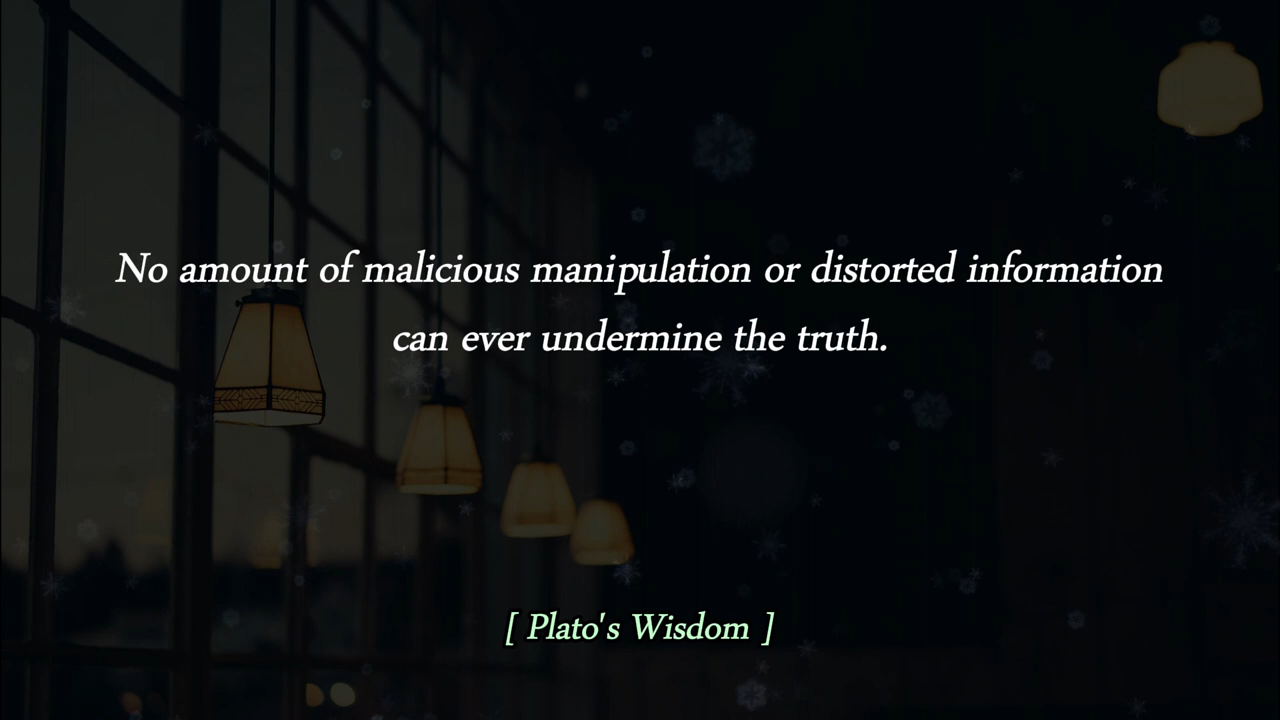 No amount of malicious manipulation or distorted information
can ever undermine the truth.
[ Plato's Wisdom ]